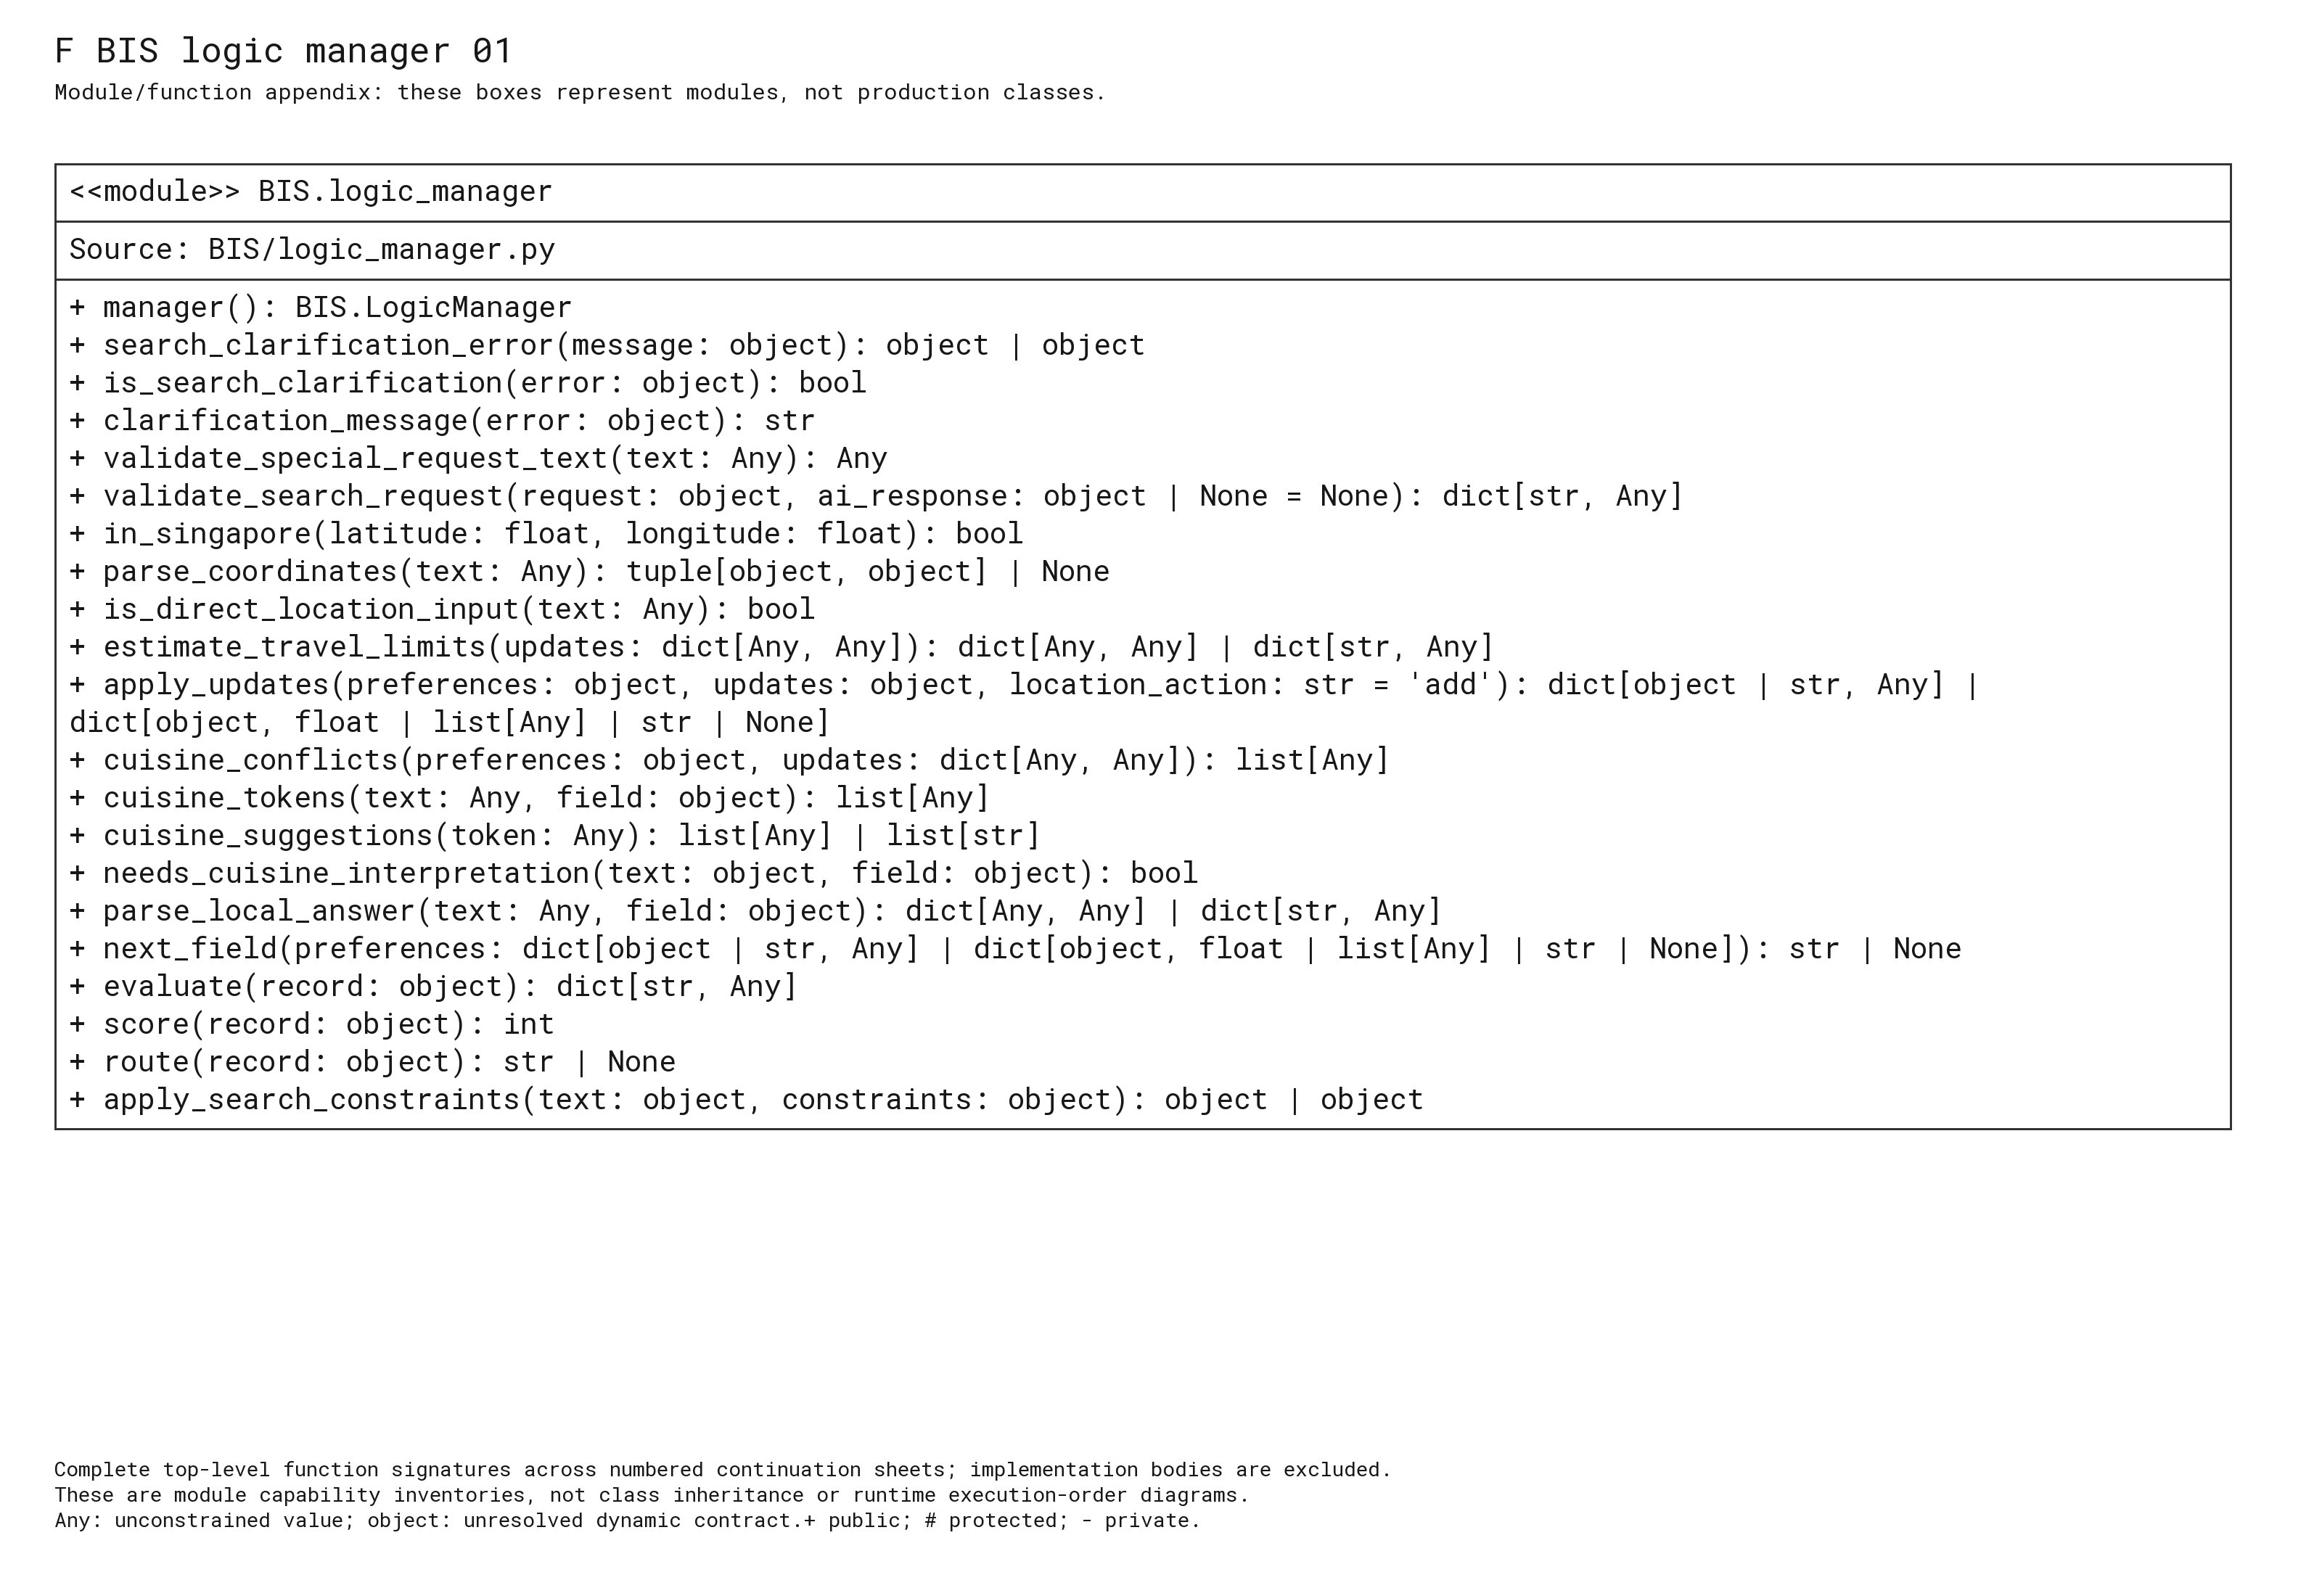 F BIS logic manager 01
Module/function appendix: these boxes represent modules, not production classes.
<<module>> BIS.logic_manager
Source: BIS/logic_manager.py
+ manager(): BIS.LogicManager
+ search_clarification_error(message: object): object | object
+ is_search_clarification(error: object): bool
+ clarification_message(error: object): str
+ validate_special_request_text(text: Any): Any
+ validate_search_request(request: object, ai_response: object | None = None): dict[str, Any]
+ in_singapore(latitude: float, longitude: float): bool
+ parse_coordinates(text: Any): tuple[object, object] | None
+ is_direct_location_input(text: Any): bool
+ estimate_travel_limits(updates: dict[Any, Any]): dict[Any, Any] | dict[str, Any]
+ apply_updates(preferences: object, updates: object, location_action: str = 'add'): dict[object | str, Any] |
dict[object, float | list[Any] | str | None]
+ cuisine_conflicts(preferences: object, updates: dict[Any, Any]): list[Any]
+ cuisine_tokens(text: Any, field: object): list[Any]
+ cuisine_suggestions(token: Any): list[Any] | list[str]
+ needs_cuisine_interpretation(text: object, field: object): bool
+ parse_local_answer(text: Any, field: object): dict[Any, Any] | dict[str, Any]
+ next_field(preferences: dict[object | str, Any] | dict[object, float | list[Any] | str | None]): str | None
+ evaluate(record: object): dict[str, Any]
+ score(record: object): int
+ route(record: object): str | None
+ apply_search_constraints(text: object, constraints: object): object | object
Complete top-level function signatures across numbered continuation sheets; implementation bodies are excluded.
These are module capability inventories, not class inheritance or runtime execution-order diagrams.
Any: unconstrained value; object: unresolved dynamic contract.+ public; # protected; - private.